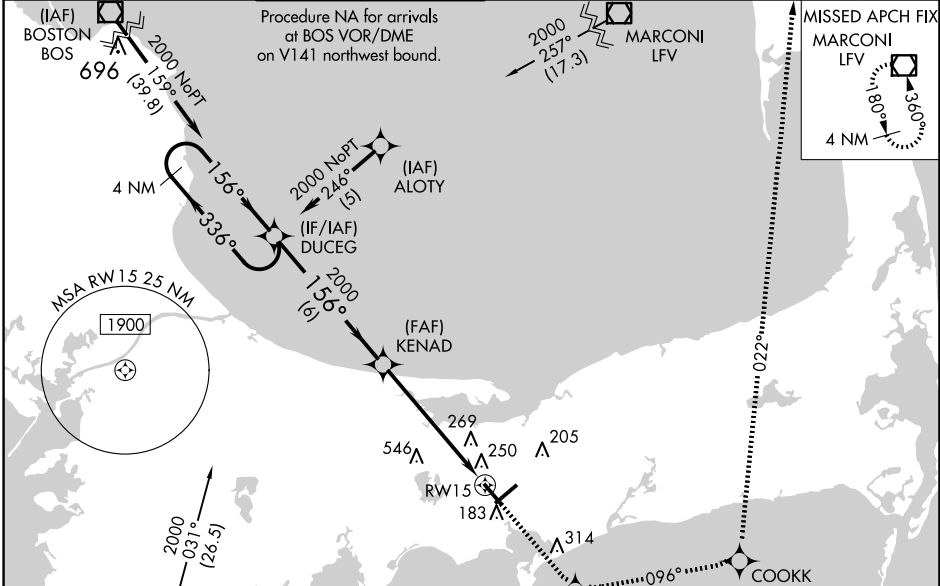 (IAF)
BOSTON
BOS
696
2000 NoPT
159°
(39.8)
Procedure NA for arrivals
at BOS VOR/DME
on V141 northwest bound.
2000
257°
(17.3)
MARCONI
LFV
MISSED APCH FIX
MARCONI
LFV
180°
360°
4 NM
4 NM
156°
336°
2000 NoPT
246°
(5)
(IAF)
ALOTY
(IF/IAF)
DUCEG
2000
156°
(6)
(FAF)
KENAD
MSA RW15 25 NM
1900
022°
269
546
250
205
RW15
183
314
2000
031°
(26.5)
096°
COOKK